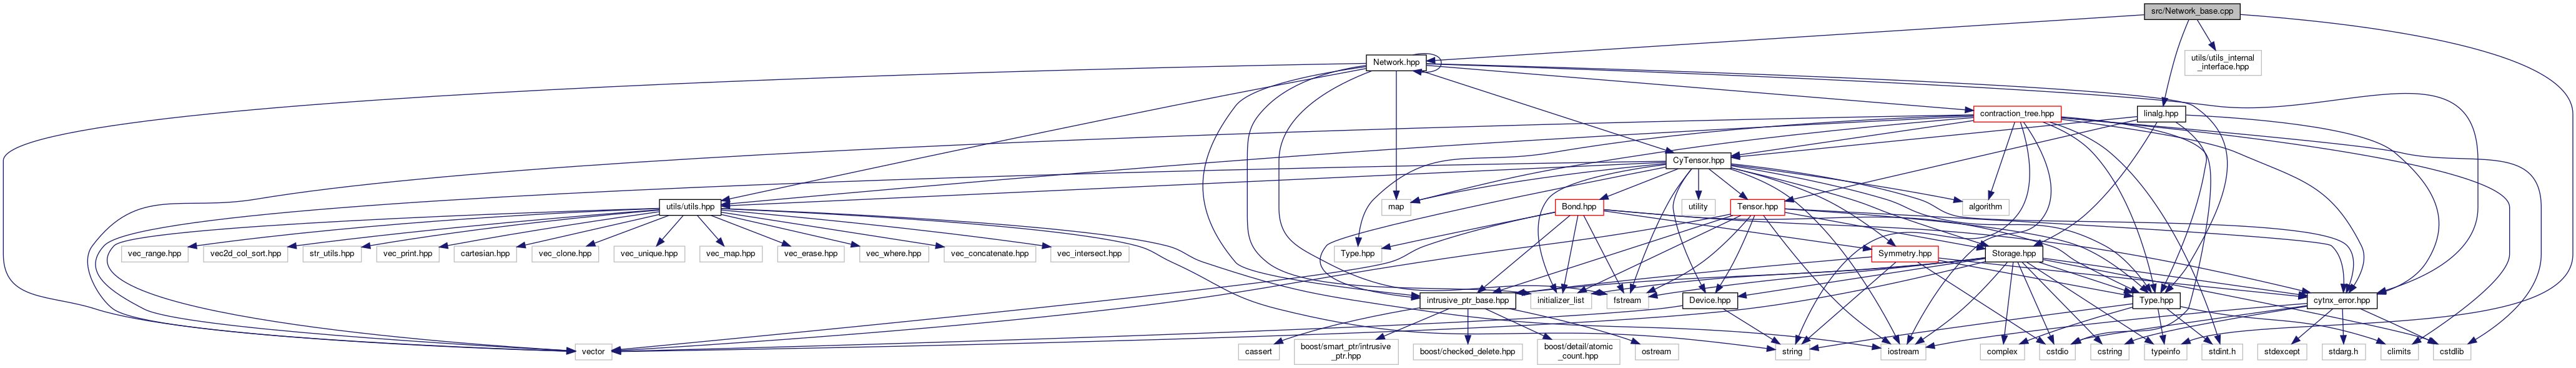 src/Network_base.cpp
Network.hpp
utils/utils_internal
_interface.hpp
contraction_tree.hpp
linalg.hpp
CyTensor.hpp
utils/utils.hpp
map
Bond.hpp
utility
Tensor.hpp
algorithm
vec_range.hpp
vec2d_col_sort.hpp
str_utils.hpp
vec_print.hpp
cartesian.hpp
vec_clone.hpp
vec_unique.hpp
vec_map.hpp
vec_erase.hpp
vec_where.hpp
vec_concatenate.hpp
vec_intersect.hpp
Type.hpp
Symmetry.hpp
Storage.hpp
intrusive_ptr_base.hpp
initializer_list
fstream
Device.hpp
Type.hpp
cytnx_error.hpp
vector
cassert
boost/smart_ptr/intrusive
_ptr.hpp
boost/checked_delete.hpp
boost/detail/atomic
_count.hpp
ostream
string
iostream
complex
cstdio
cstring
typeinfo
stdint.h
stdexcept
stdarg.h
climits
cstdlib